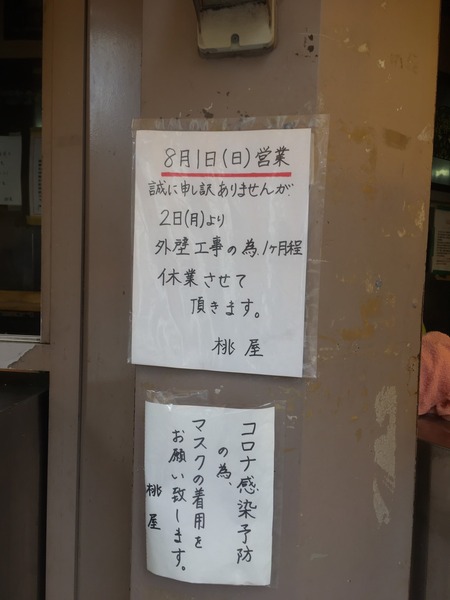 8月1日(日)営業
誠に申し訳ありませんが
2日(月)より
外壁工事の為、1ヶ月程
休業させて
頂きます。
桃屋
コロナ感染予防
の為、
マスクの着用を
お願い致します。
桃屋